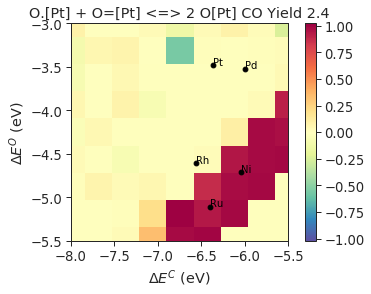 O.[Pt] + O=[Pt] <=> 2 O[Pt] CO Yield 2.4
−3.0
−3.5
−4.0
−4.5
−5.0
−5.5
ΔE^O (eV)
Pt
Pd
Rh
Ni
Ru
−8.0 −7.5 −7.0 −6.5 −6.0 −5.5
ΔE^C (eV)
1.00
0.75
0.50
0.25
0.00
−0.25
−0.50
−0.75
−1.00